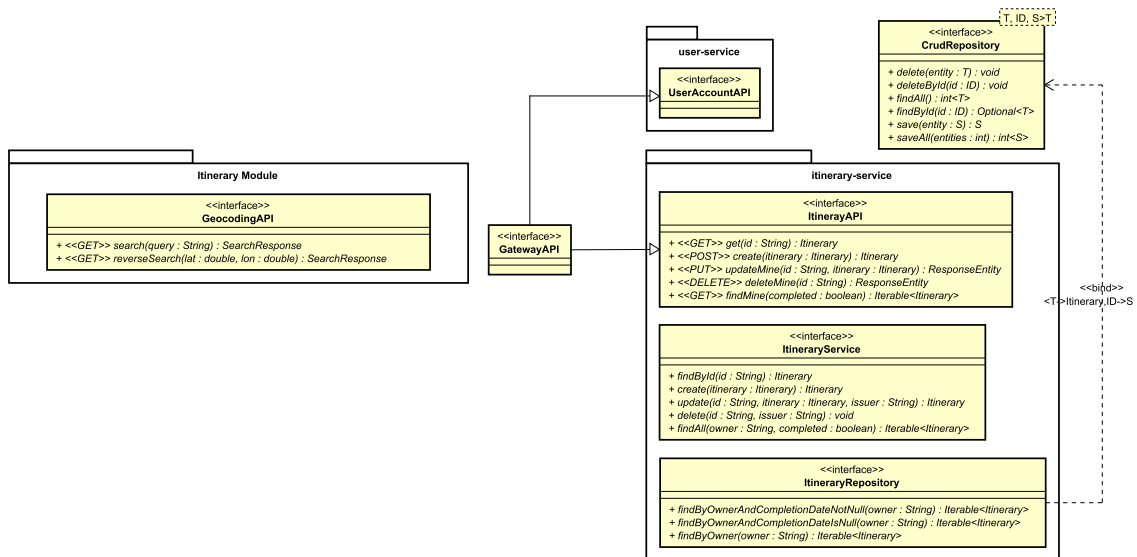 T, ID, S>T
<<interface>>
CrudRepository
+ delete(entity : T) : void
+ deleteById(id : ID) : void
+ findAll() : int<T>
+ findById(id : ID) : Optional<T>
+ save(entity : S) : S
+ saveAll(entities : int) : int<S>
user-service
<<interface>>
UserAccountAPI
Itinerary Module
<<interface>>
GeocodingAPI
+ <<GET>> search(query : String) : SearchResponse
+ <<GET>> reverseSearch(lat : double, lon : double) : SearchResponse
<<interface>>
GatewayAPI
itinerary-service
<<interface>>
ItinerayAPI
+ <<GET>> get(id : String) : Itinerary
+ <<POST>> create(itinerary : Itinerary) : Itinerary
+ <<PUT>> updateMine(id : String, itinerary : Itinerary) : ResponseEntity
+ <<DELETE>> deleteMine(id : String) : ResponseEntity
+ <<GET>> findMine(completed : boolean) : Iterable<Itinerary>
<<bind>>
<T->Itinerary,ID->S
<<interface>>
ItineraryService
+ findById(id : String) : Itinerary
+ create(itinerary : Itinerary) : Itinerary
+ update(id : String, itinerary : Itinerary, issuer : String) : Itinerary
+ delete(id : String, issuer : String) : void
+ findAll(owner : String, completed : boolean) : Iterable<Itinerary>
<<interface>>
ItineraryRepository
+ findByOwnerAndCompletionDateNotNull(owner : String) : Iterable<Itinerary>
+ findByOwnerAndCompletionDateIsNull(owner : String) : Iterable<Itinerary>
+ findByOwner(owner : String) : Iterable<Itinerary>